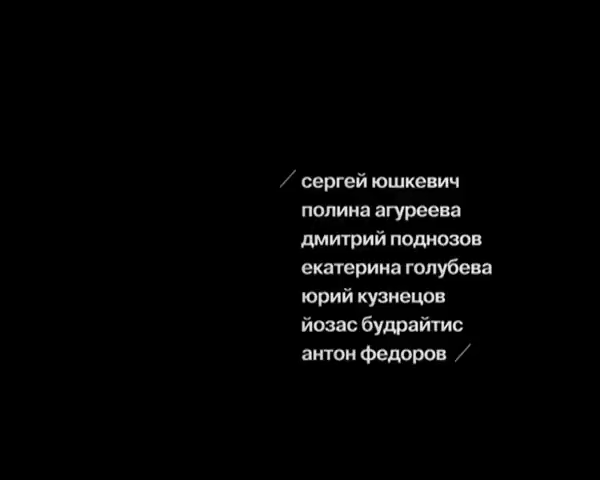 / сергей юшкевич
полина агуреева
дмитрий поднозов
екатерина голубева
юрий кузнецов
йозас будрайтис
антон федоров /